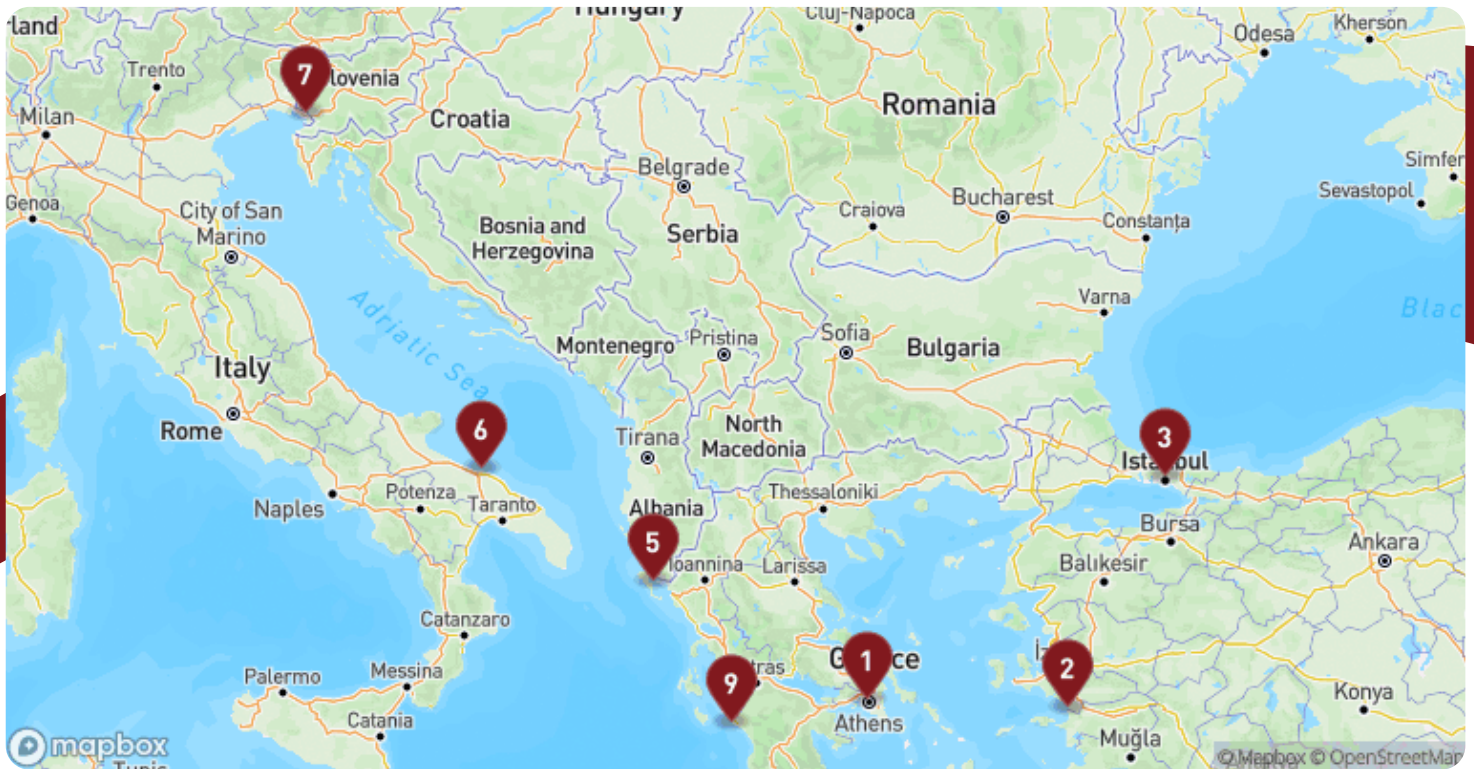 rland
Hungary
Cluj-Napoca
Kherson
Odesa
Trento
7
lovenia
Romania
Milan
Croatia
Belgrade
Simfer
Sevastopol
Genoa
City of San
Marino
Bosnia and
Herzegovina
Serbia
Craiova
Bucharest
Constanța
Varna
Blac
Adriatic Sea
Montenegro
Pristina
Sofia
Bulgaria
Italy
Rome
6
Tirana
North
Macedonia
3
Istanbul
Naples
Potenza
Taranto
Albania
Thessaloniki
Bursa
5
Ioannina
Larissa
Balıkesir
Ankara
Catanzaro
Palermo
Messina
9
tras
1
Athens
2
Konya
Catania
Muğla
mapbox
© Mapbox © OpenStreetMap